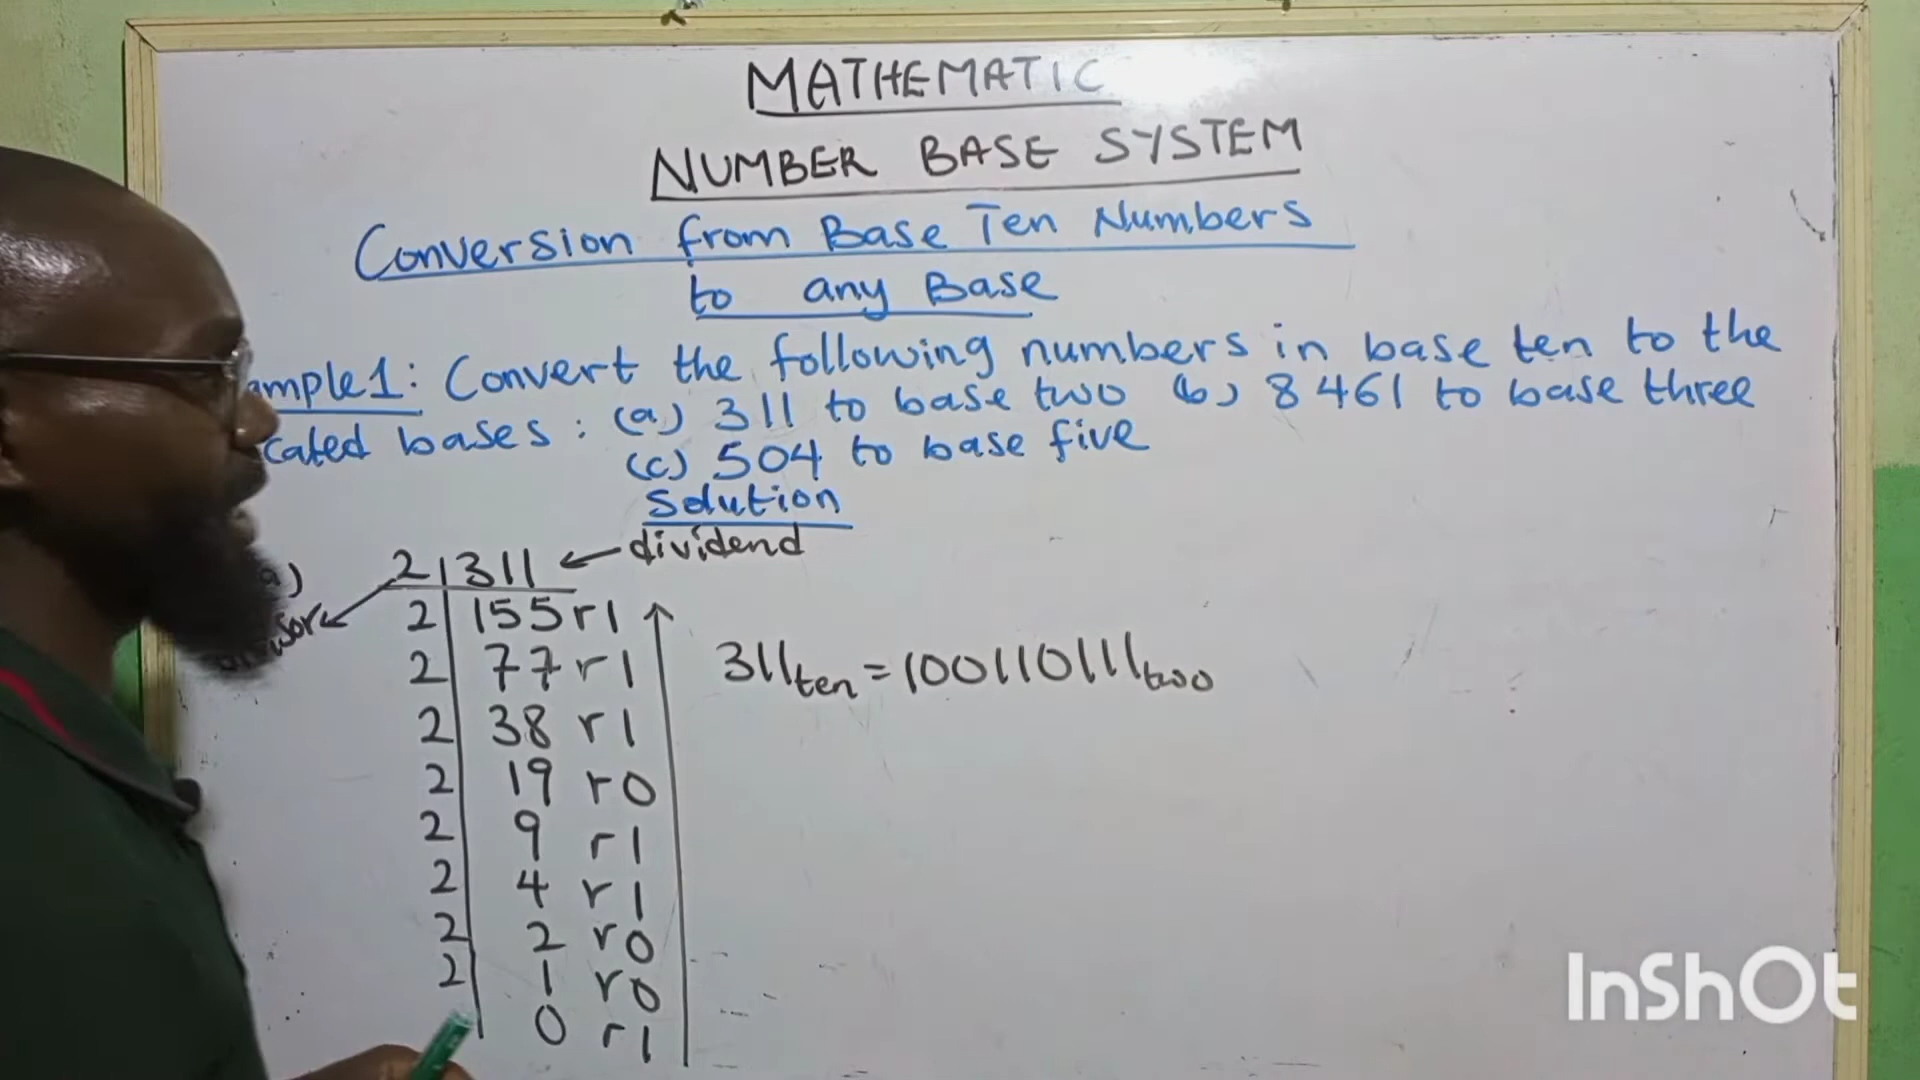 MATHEMATIC
NUMBER BASE SYSTEM
Conversion from Base Ten Numbers
to any Base
ample1: Convert the following numbers in base ten to the
cated bases: (a) 311 to base two (b) 8461 to base three
(c) 504 to base five
Solution
2 311 ← dividend
2 155 r1
2 77 r1
311ten = 100110111two
2 38 r1
2 19 r0
2 9 r1
2 4 r1
2 2 r0
2 1 r0
0 r1
InShOt